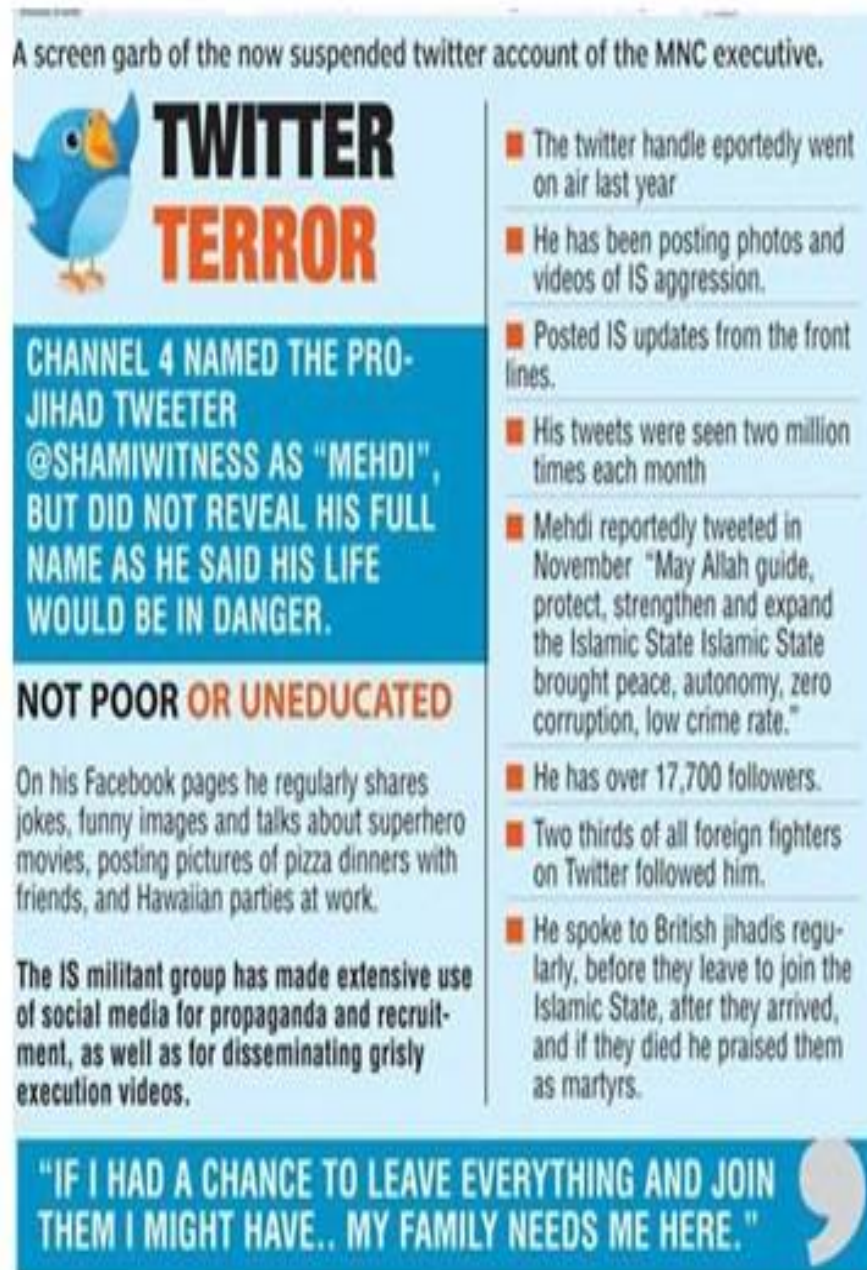 A screen garb of the now suspended twitter account of the MNC executive.
TWITTER
TERROR
CHANNEL 4 NAMED THE PRO-
JIHAD TWEETER
@SHAMIWITNESS AS “MEHDI”,
BUT DID NOT REVEAL HIS FULL
NAME AS HE SAID HIS LIFE
WOULD BE IN DANGER.
NOT POOR OR UNEDUCATED
On his Facebook pages he regularly shares
jokes, funny images and talks about superhero
movies, posting pictures of pizza dinners with
friends, and Hawaiian parties at work.
The IS militant group has made extensive use
of social media for propaganda and recruit-
ment, as well as for disseminating grisly
execution videos.
The twitter handle eportedly went
on air last year
He has been posting photos and
videos of IS aggression.
Posted IS updates from the front
lines.
His tweets were seen two million
times each month
Mehdi reportedly tweeted in
November “May Allah guide,
protect, strengthen and expand
the Islamic State Islamic State
brought peace, autonomy, zero
corruption, low crime rate.”
He has over 17,700 followers.
Two thirds of all foreign fighters
on Twitter followed him.
He spoke to British jihadis regu-
larly, before they leave to join the
Islamic State, after they arrived,
and if they died he praised them
as martyrs.
“IF I HAD A CHANCE TO LEAVE EVERYTHING AND JOIN
THEM I MIGHT HAVE.. MY FAMILY NEEDS ME HERE.”